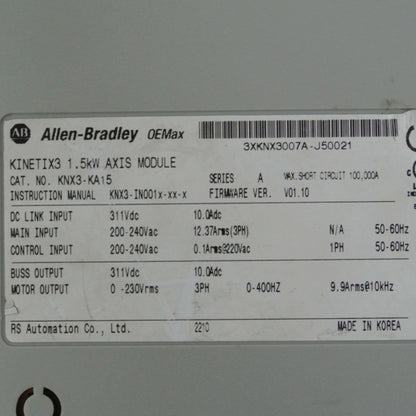 AB Allen-Bradley OEMax
3XKNX3007A-J50021
KINETIX3 1.5kW AXIS MODULE
CAT. NO. KNX3-KA15 SERIES A MAX.SHORT CIRCUIT 100,000A
INSTRUCTION MANUAL KNX3-IN001x-xx-x FIRMWARE VER. V01.10
DC LINK INPUT 311Vdc 10.0Adc
MAIN INPUT 200-240Vac 12.37Arms(3PH) N/A 50-60Hz
CONTROL INPUT 200-240Vac 0.1Arms@220Vac 1PH 50-60Hz
BUSS OUTPUT 311Vdc 10.0Adc
MOTOR OUTPUT 0 -230Vrms 3PH 0-400HZ 9.9Arms@10kHz
RS Automation Co., Ltd. 2210 MADE IN KOREA